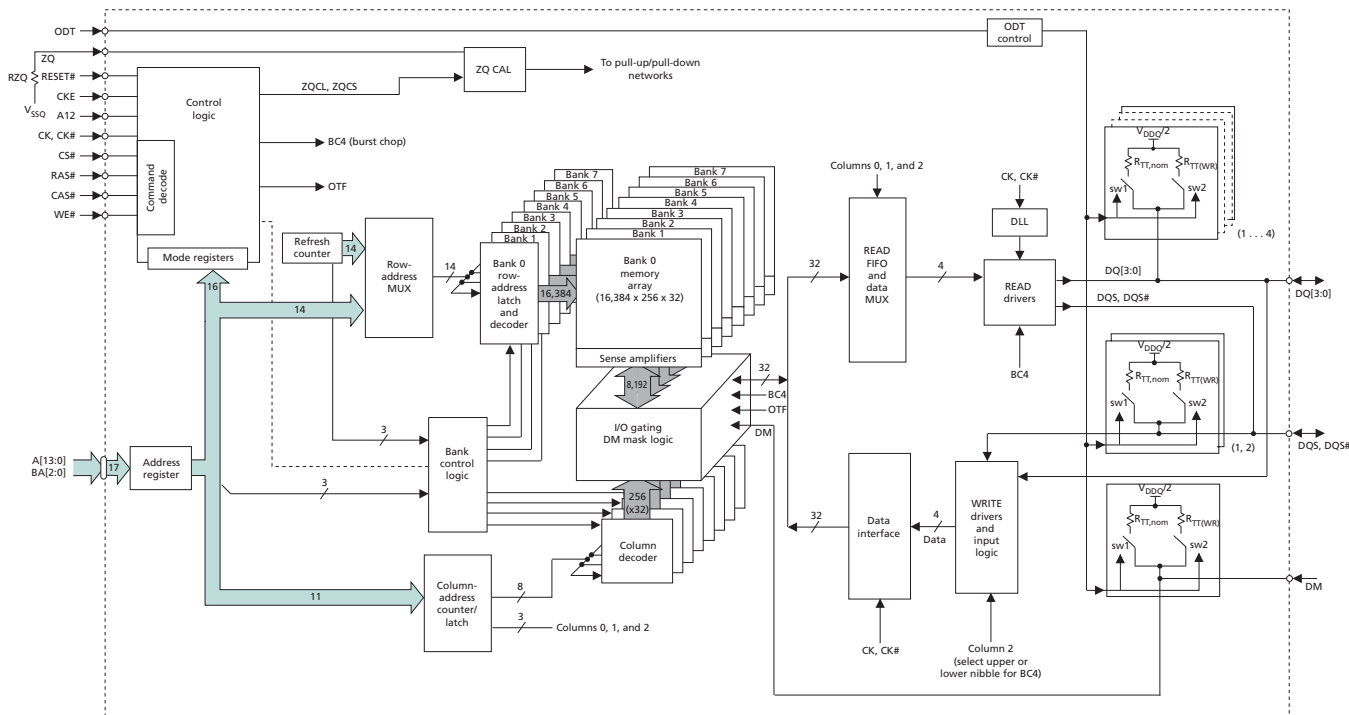 ODT
ODT
control
ZQ
RZQ
V_SSQ
RESET#
CKE
A12
CK, CK#
CS#
RAS#
CAS#
WE#
Control
logic
Command
decode
Mode registers
ZQCL, ZQCS
ZQ CAL
To pull-up/pull-down
networks
BC4 (burst chop)
OTF
16
14
Refresh
counter
14
Row-
address
MUX
14
Bank 7
Bank 6
Bank 5
Bank 4
Bank 3
Bank 2
Bank 1
Bank 0
row-
address
latch
and
decoder
16,384
Bank 7
Bank 6
Bank 5
Bank 4
Bank 3
Bank 2
Bank 1
Bank 0
memory
array
(16,384 x 256 x 32)
Sense amplifiers
8,192
I/O gating
DM mask logic
32
BC4
OTF
DM
256
(x32)
Column
decoder
3
3
Bank
control
logic
A[13:0]
BA[2:0]
17
Address
register
11
Column-
address
counter/
latch
8
3
Columns 0, 1, and 2
Columns 0, 1, and 2
32
READ
FIFO
and
data
MUX
4
CK, CK#
DLL
READ
drivers
BC4
DQ[3:0]
DQS, DQS#
32
Data
interface
4
Data
WRITE
drivers
and
input
logic
CK, CK#
Column 2
(select upper or
lower nibble for BC4)
V_DDQ/2
R_TT,nom
R_TT(WR)
sw1
sw2
(1 . . . 4)
DQ[3:0]
V_DDQ/2
R_TT,nom
R_TT(WR)
sw1
sw2
(1, 2)
DQS, DQS#
V_DDQ/2
R_TT,nom
R_TT(WR)
sw1
sw2
DM